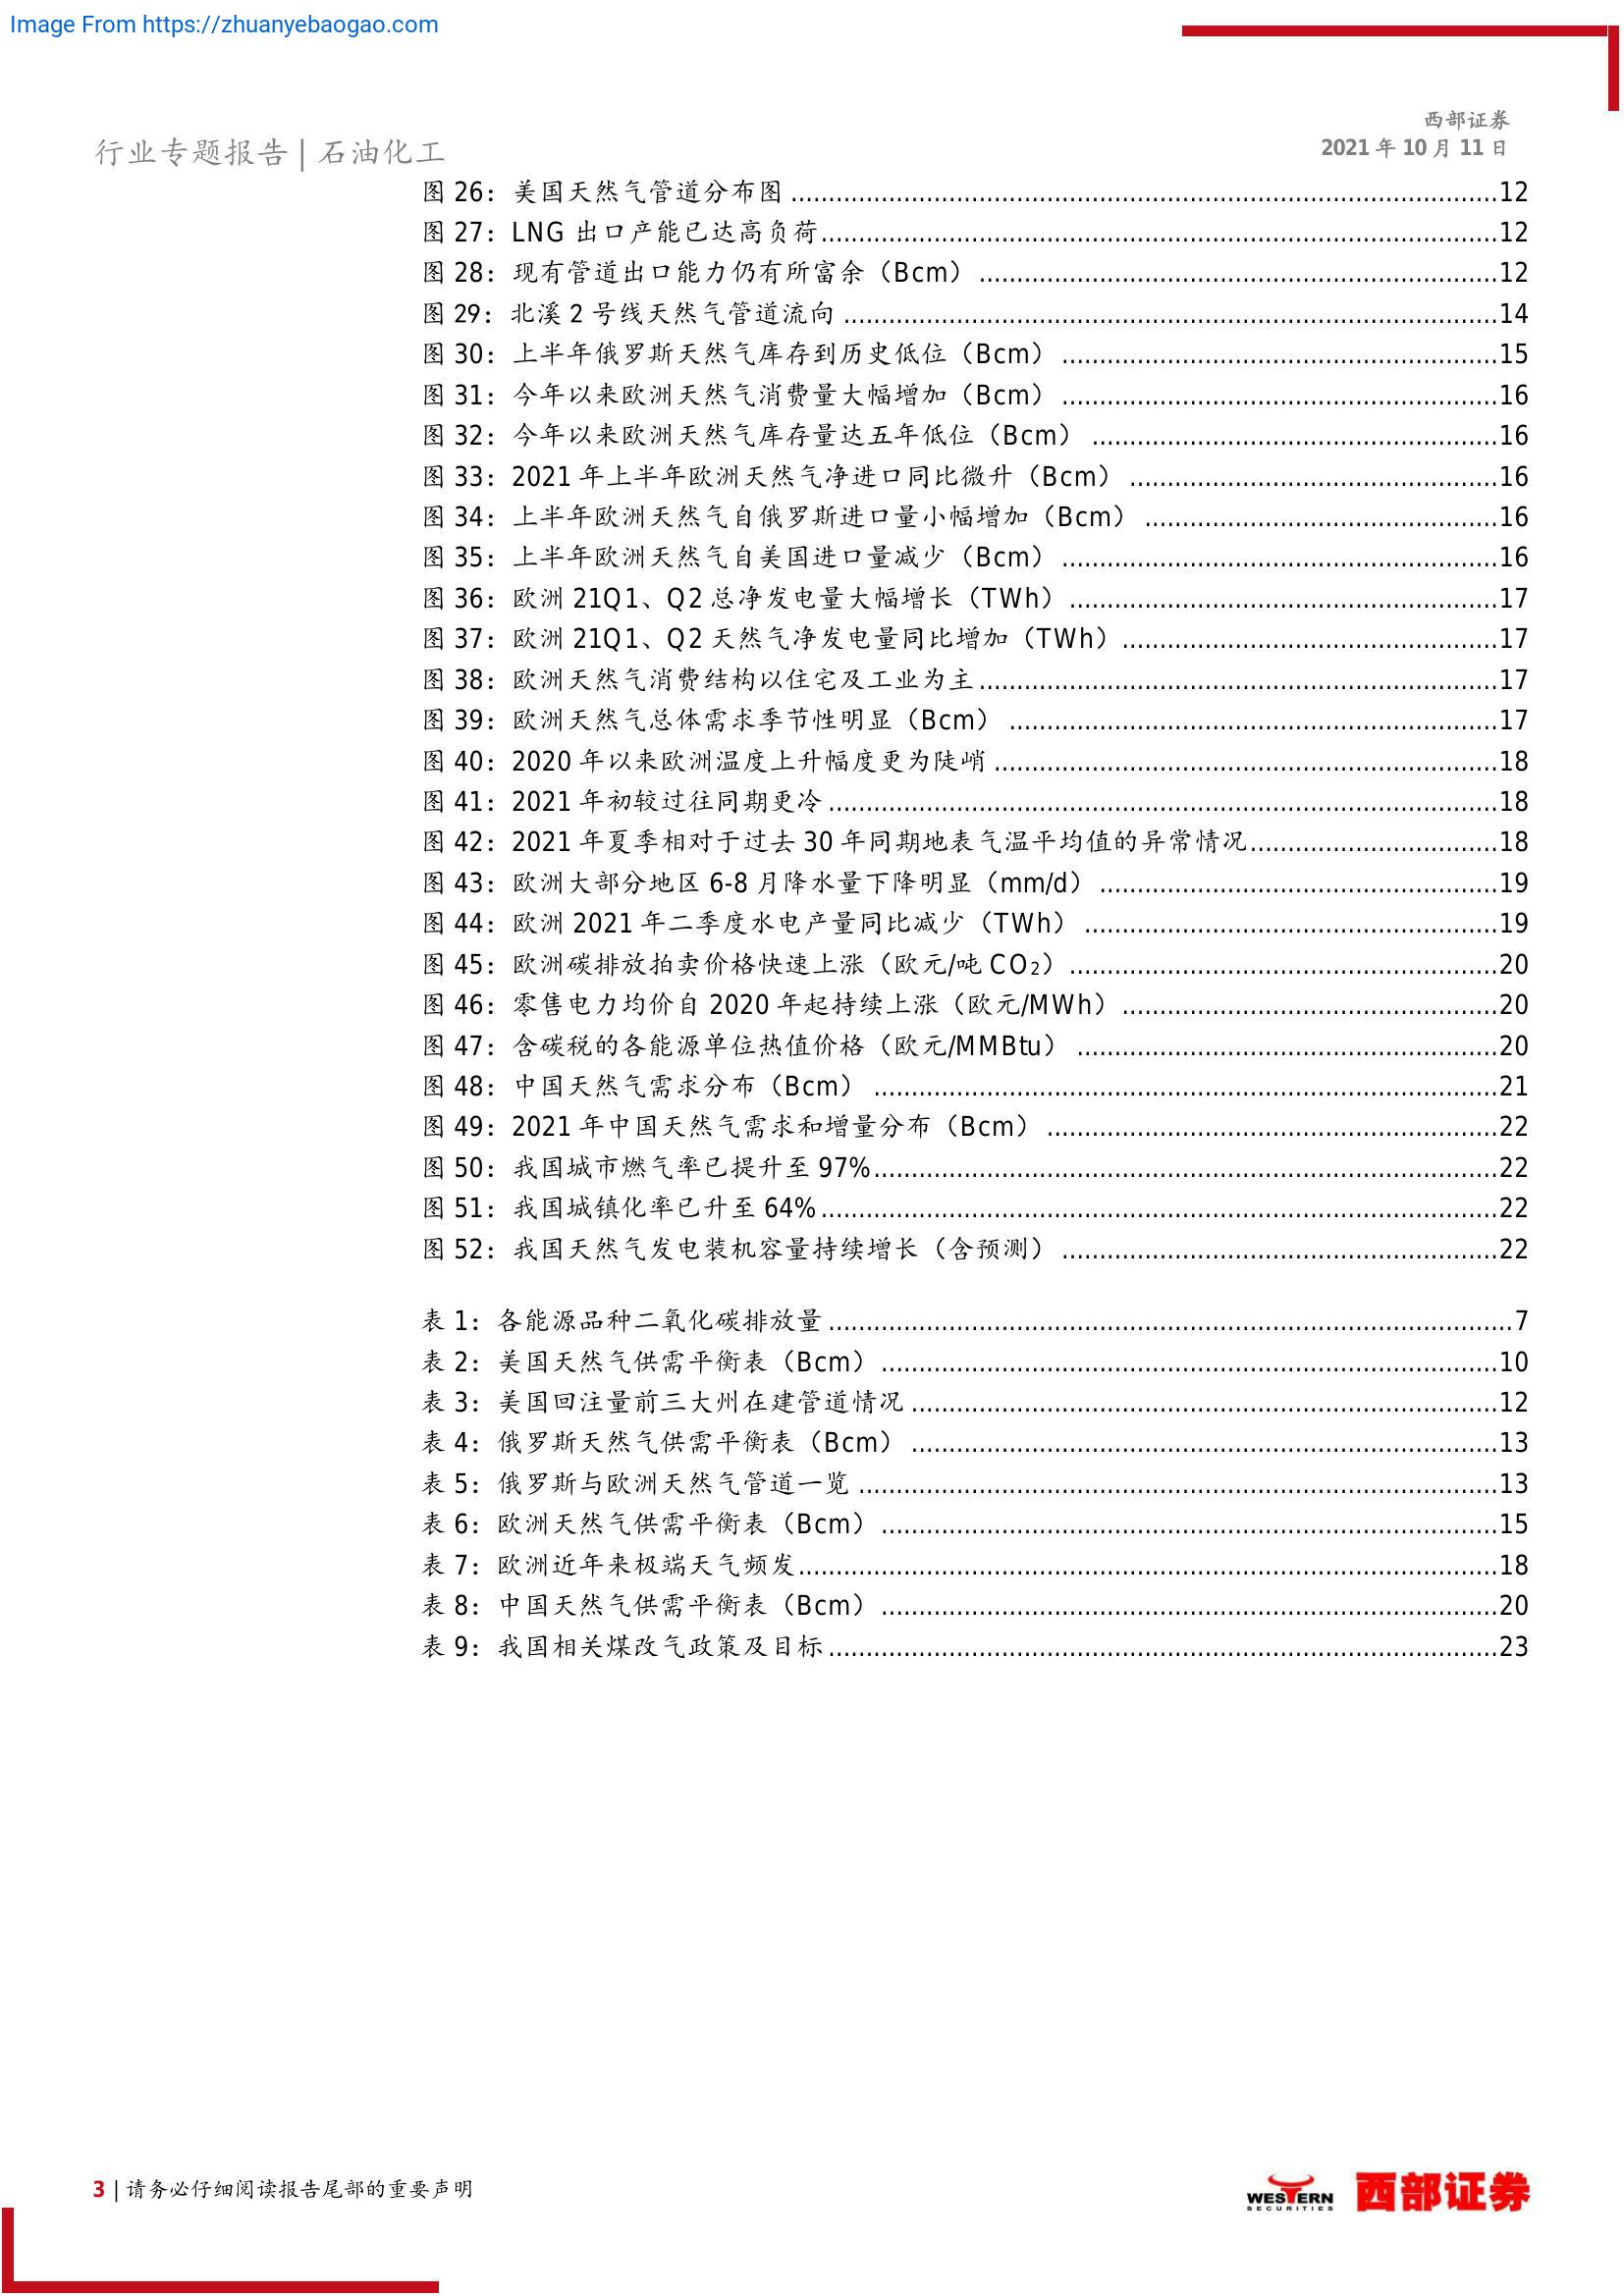 Image From https://zhuanyebaogao.com
西部证券
2021 年 10 月 11 日
行业专题报告 | 石油化工
图 26：美国天然气管道分布图 ........................................................ 12
图 27：LNG 出口产能已达高负荷 ........................................................ 12
图 28：现有管道出口能力仍有所富余（Bcm） ........................................................ 12
图 29：北溪 2 号线天然气管道流向 ........................................................ 14
图 30：上半年俄罗斯天然气库存到历史低位（Bcm） ........................................................ 15
图 31：今年以来欧洲天然气消费量大幅增加（Bcm） ........................................................ 16
图 32：今年以来欧洲天然气库存量达五年低位（Bcm） ........................................................ 16
图 33：2021 年上半年欧洲天然气净进口同比微升（Bcm） ........................................................ 16
图 34：上半年欧洲天然气自俄罗斯进口量小幅增加（Bcm） ........................................................ 16
图 35：上半年欧洲天然气自美国进口量减少（Bcm） ........................................................ 16
图 36：欧洲 21Q1、Q2 总净发电量大幅增长（TWh） ........................................................ 17
图 37：欧洲 21Q1、Q2 天然气净发电量同比增加（TWh） ........................................................ 17
图 38：欧洲天然气消费结构以住宅及工业为主 ........................................................ 17
图 39：欧洲天然气总体需求季节性明显（Bcm） ........................................................ 17
图 40：2020 年以来欧洲温度上升幅度更为陡峭 ........................................................ 18
图 41：2021 年初较过往同期更冷 ........................................................ 18
图 42：2021 年夏季相对于过去 30 年同期地表气温平均值的异常情况 ........................................................ 18
图 43：欧洲大部分地区 6-8 月降水量下降明显（mm/d） ........................................................ 19
图 44：欧洲 2021 年二季度水电产量同比减少（TWh） ........................................................ 19
图 45：欧洲碳排放拍卖价格快速上涨（欧元/吨 CO₂） ........................................................ 20
图 46：零售电力均价自 2020 年起持续上涨（欧元/MWh） ........................................................ 20
图 47：含碳税的各能源单位热值价格（欧元/MMBtu） ........................................................ 20
图 48：中国天然气需求分布（Bcm） ........................................................ 21
图 49：2021 年中国天然气需求和增量分布（Bcm） ........................................................ 22
图 50：我国城市燃气率已提升至 97% ........................................................ 22
图 51：我国城镇化率已升至 64% ........................................................ 22
图 52：我国天然气发电装机容量持续增长（含预测） ........................................................ 22
表 1：各能源品种二氧化碳排放量 ........................................................ 7
表 2：美国天然气供需平衡表（Bcm） ........................................................ 10
表 3：美国回注量前三大州在建管道情况 ........................................................ 12
表 4：俄罗斯天然气供需平衡表（Bcm） ........................................................ 13
表 5：俄罗斯与欧洲天然气管道一览 ........................................................ 13
表 6：欧洲天然气供需平衡表（Bcm） ........................................................ 15
表 7：欧洲近年来极端天气频发 ........................................................ 18
表 8：中国天然气供需平衡表（Bcm） ........................................................ 20
表 9：我国相关煤改气政策及目标 ........................................................ 23
3 | 请务必仔细阅读报告尾部的重要声明
WESTERN
SECURITIES
西部证券